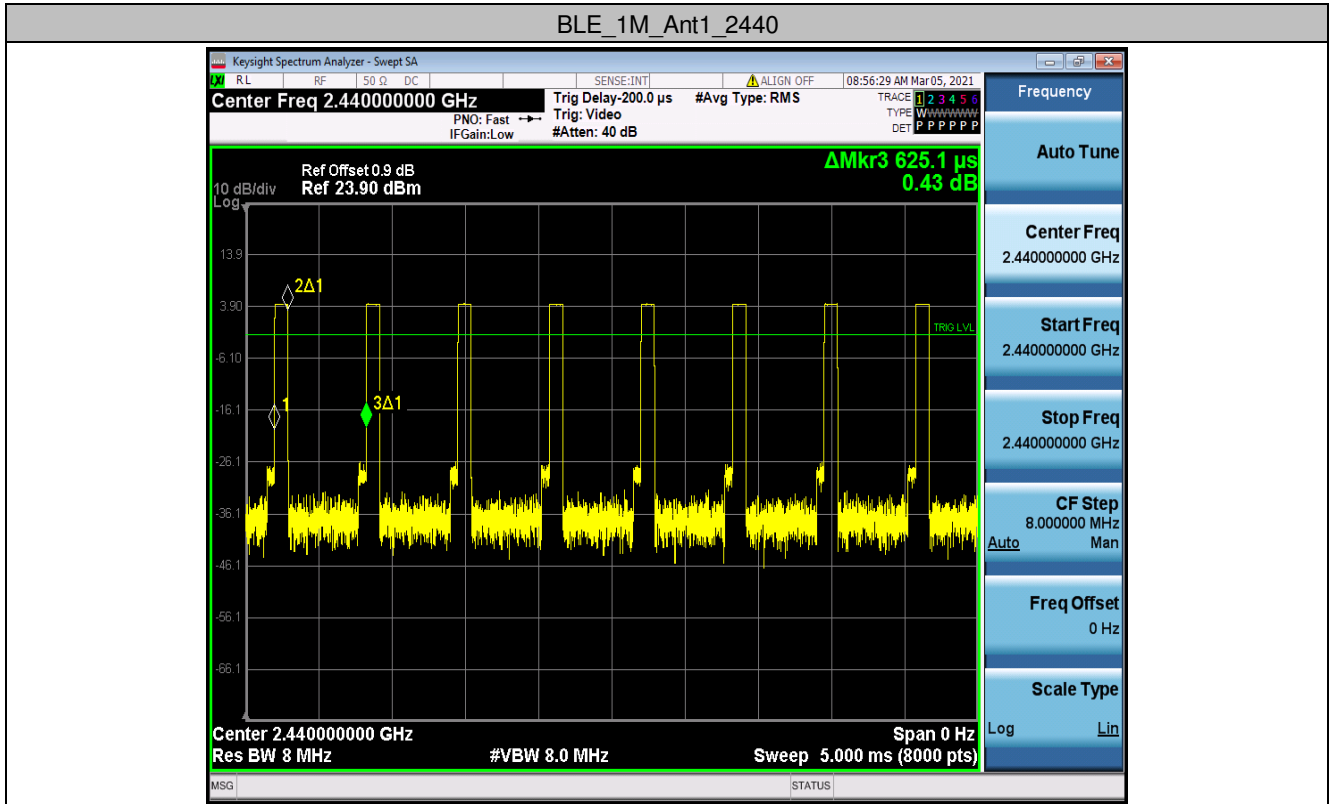 BLE_1M_Ant1_2440
Keysight Spectrum Analyzer - Swept SA
LXI RL RF 50 Ω DC SENSE:INT ALIGN OFF 08:56:29 AM Mar 05, 2021
Center Freq 2.440000000 GHz
PNO: Fast
IFGain:Low
Trig Delay-200.0 µs
Trig: Video
#Atten: 40 dB
#Avg Type: RMS
TRACE 1 2 3 4 5 6
TYPE WWWWWW
DET P P P P P P
ΔMkr3 625.1 µs
0.43 dB
Ref Offset 0.9 dB
10 dB/div Ref 23.90 dBm
Log
13.9
3.90
-6.10
-16.1
-26.1
-36.1
-46.1
-56.1
-66.1
2Δ1
TRIG LVL
1
3Δ1
Center 2.440000000 GHz Span 0 Hz
Res BW 8 MHz #VBW 8.0 MHz Sweep 5.000 ms (8000 pts)
MSG STATUS
Frequency
Auto Tune
Center Freq
2.440000000 GHz
Start Freq
2.440000000 GHz
Stop Freq
2.440000000 GHz
CF Step
8.000000 MHz
Auto Man
Freq Offset
0 Hz
Scale Type
Log Lin